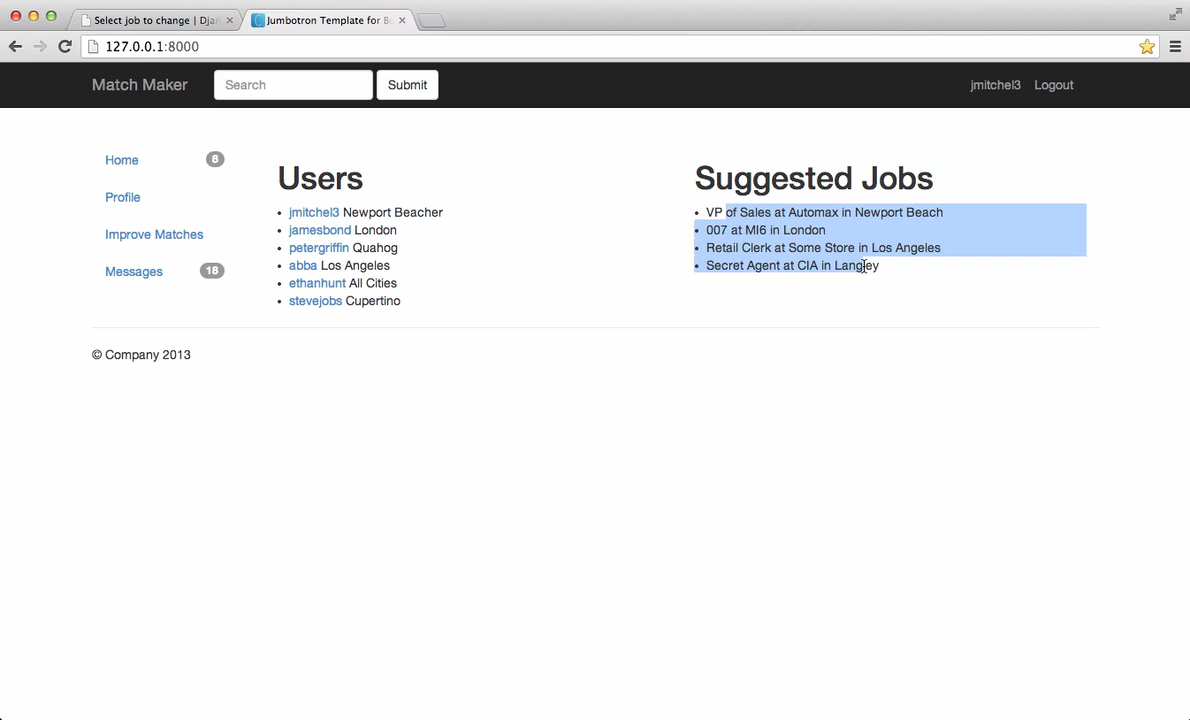 Select job to change | Djan
Jumbotron Template for Bo
127.0.0.1:8000
Match Maker
Search
Submit
jmitchel3
Logout
Home 8
Profile
Improve Matches
Messages 18
Users
jmitchel3 Newport Beacher
jamesbond London
petergriffin Quahog
abba Los Angeles
ethanhunt All Cities
stevejobs Cupertino
Suggested Jobs
VP of Sales at Automax in Newport Beach
007 at MI6 in London
Retail Clerk at Some Store in Los Angeles
Secret Agent at CIA in Langley
© Company 2013